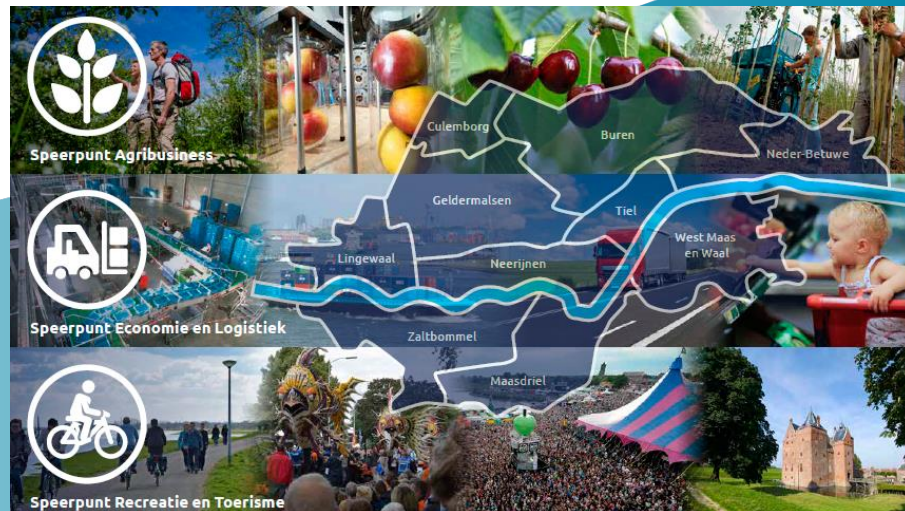 Speerpunt Agribusiness
Culemborg
Buren
Neder-Betuwe
Geldermalsen
Tiel
West Maas
en Waal
Lingewaal
Neerijnen
Speerpunt Economie en Logistiek
Zaltbommel
Maasdriel
Speerpunt Recreatie en Toerisme